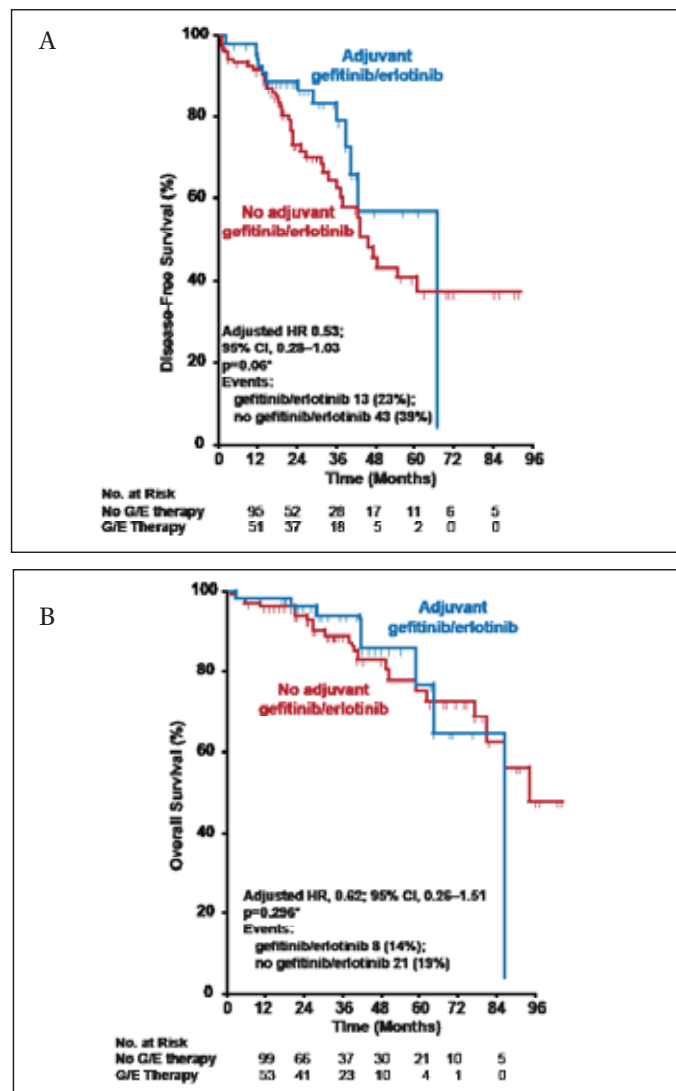 A
100
80
60
40
20
0
Disease-Free Survival (%)
Adjuvant
gefitinib/erlotinib
No adjuvant
gefitinib/erlotinib
Adjusted HR 0.53;
95% CI, 0.28–1.03
p=0.06*
Events:
gefitinib/erlotinib 13 (23%);
no gefitinib/erlotinib 43 (39%)
0 12 24 36 48 60 72 84 96
Time (Months)
No. at Risk
No G/E therapy 95 52 28 17 11 6 5
G/E Therapy 51 37 18 5 2 0 0
B
100
80
60
40
20
0
Overall Survival (%)
Adjuvant
gefitinib/erlotinib
No adjuvant
gefitinib/erlotinib
Adjusted HR, 0.62; 95% CI, 0.26–1.51
p=0.296*
Events:
gefitinib/erlotinib 8 (14%);
no gefitinib/erlotinib 21 (19%)
0 12 24 36 48 60 72 84 96
Time (Months)
No. at Risk
No G/E therapy 99 66 37 30 21 10 5
G/E Therapy 53 41 23 10 4 1 0